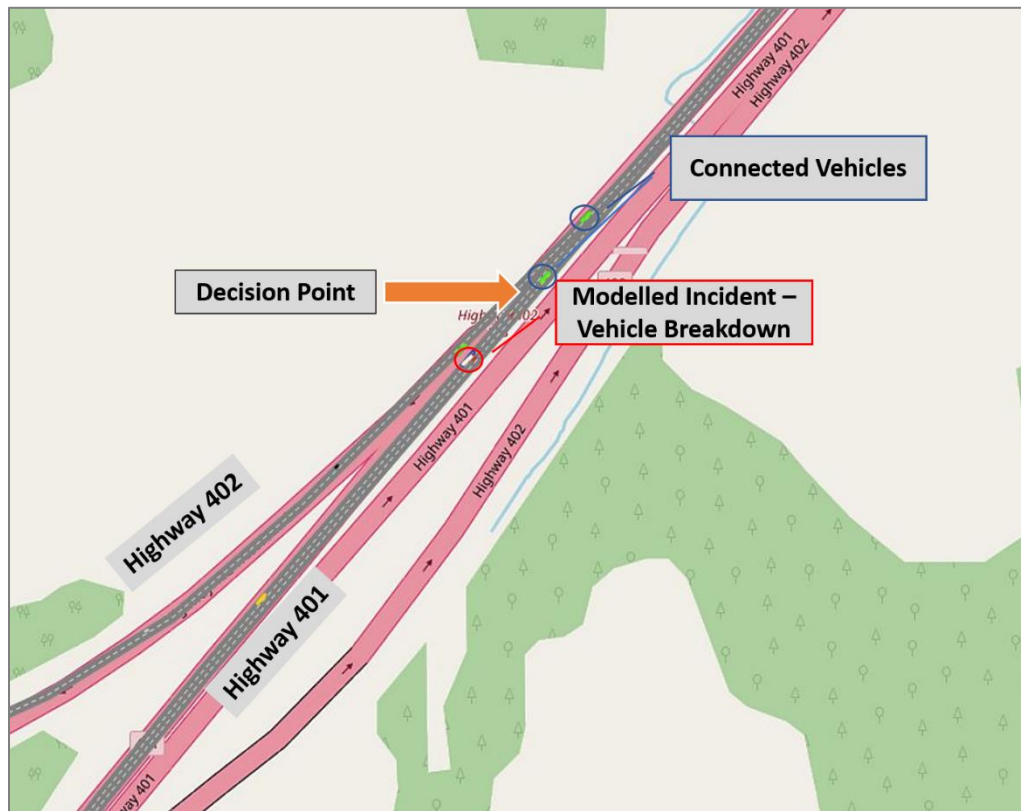 Highway 401
Highway 402
Connected Vehicles
Decision Point
Modelled Incident –
Vehicle Breakdown
Highway 401
Highway 402
Highway 402
Highway 401